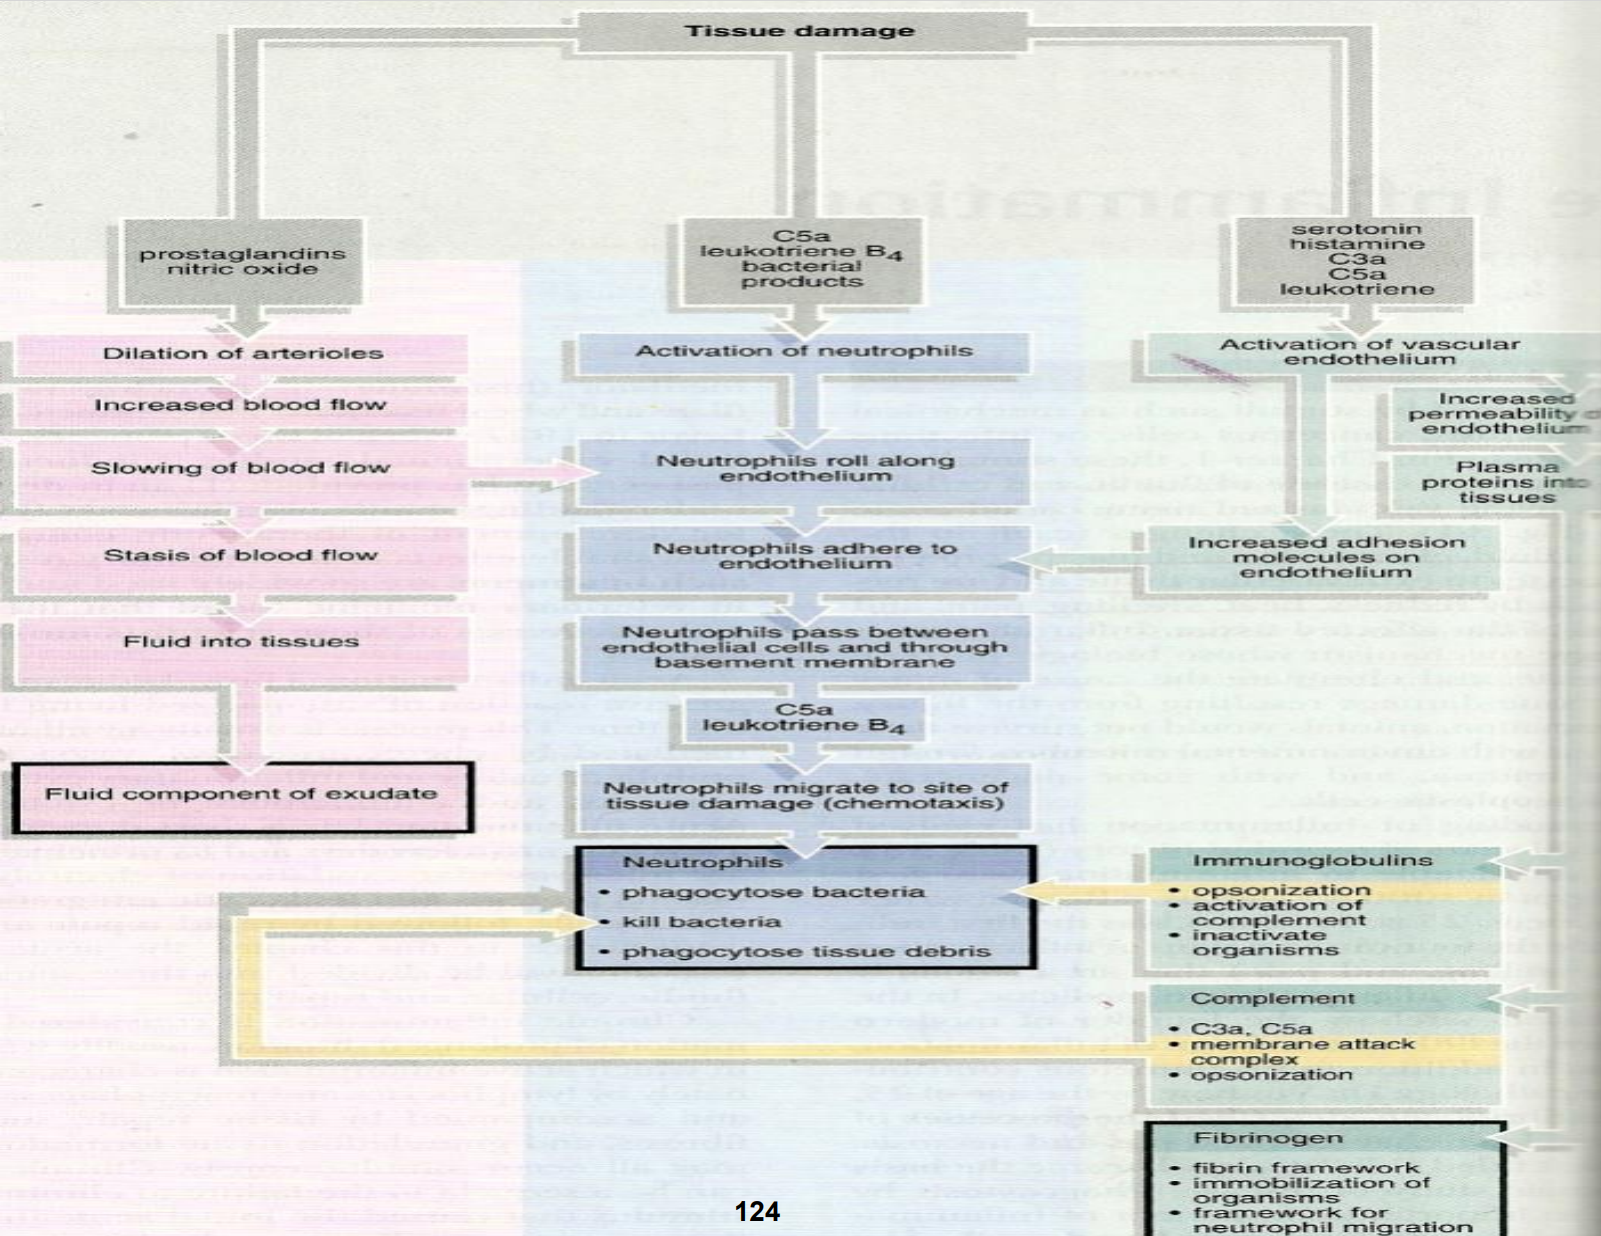 Tissue damage
prostaglandins
nitric oxide
C5a
leukotriene B4
bacterial
products
serotonin
histamine
C3a
C5a
leukotriene
Dilation of arterioles
Increased blood flow
Slowing of blood flow
Stasis of blood flow
Fluid into tissues
Fluid component of exudate
Activation of neutrophils
Neutrophils roll along
endothelium
Neutrophils adhere to
endothelium
Neutrophils pass between
endothelial cells and through
basement membrane
C5a
leukotriene B4
Neutrophils migrate to site of
tissue damage (chemotaxis)
Neutrophils
• phagocytose bacteria
• kill bacteria
• phagocytose tissue debris
Activation of vascular
endothelium
Increased
permeability
endothelium
Plasma
proteins into
tissues
Increased adhesion
molecules on
endothelium
Immunoglobulins
• opsonization
• activation of
complement
• inactivate
organisms
Complement
• C3a, C5a
• membrane attack
complex
• opsonization
Fibrinogen
• fibrin framework
• immobilization of
organisms
• framework for
neutrophil migration
124